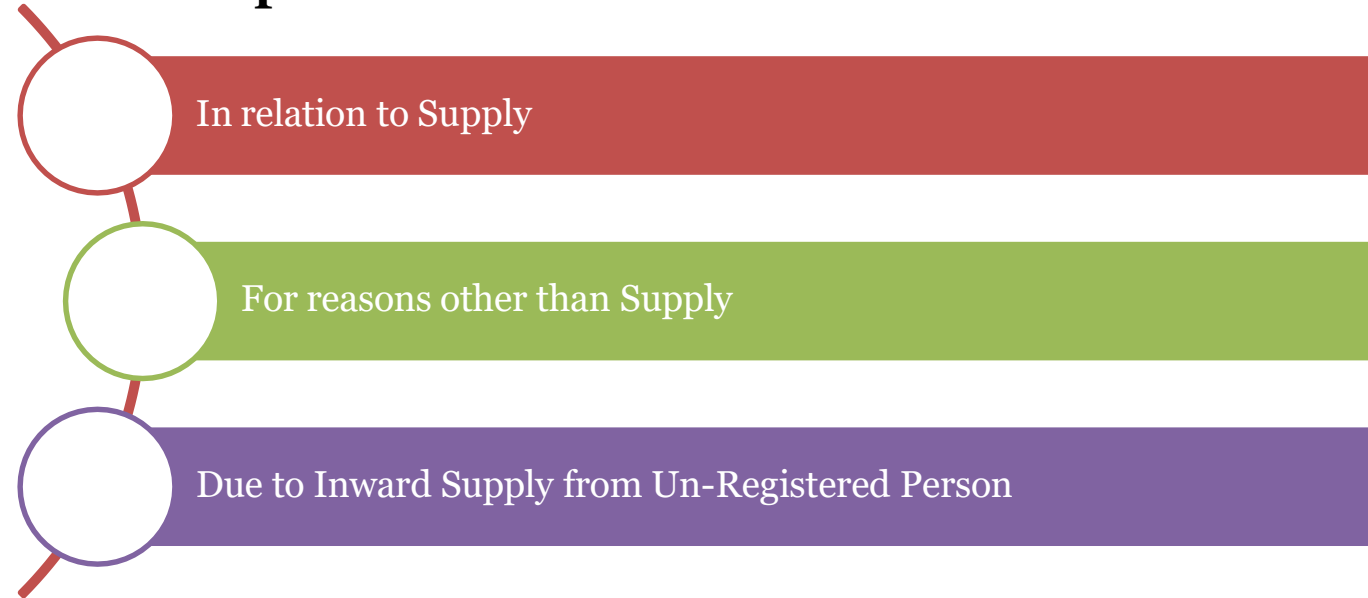 In relation to Supply
For reasons other than Supply
Due to Inward Supply from Un-Registered Person